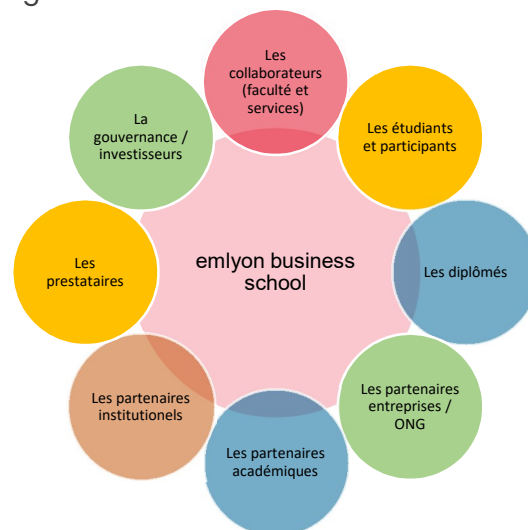 g
Les
collaborateurs
(faculté et
services)
Les étudiants
et participants
Les diplômés
Les partenaires
entreprises /
ONG
Les partenaires
académiques
Les partenaires
institutionels
Les
prestataires
La
gouvernance /
investisseurs
emlyon business
school